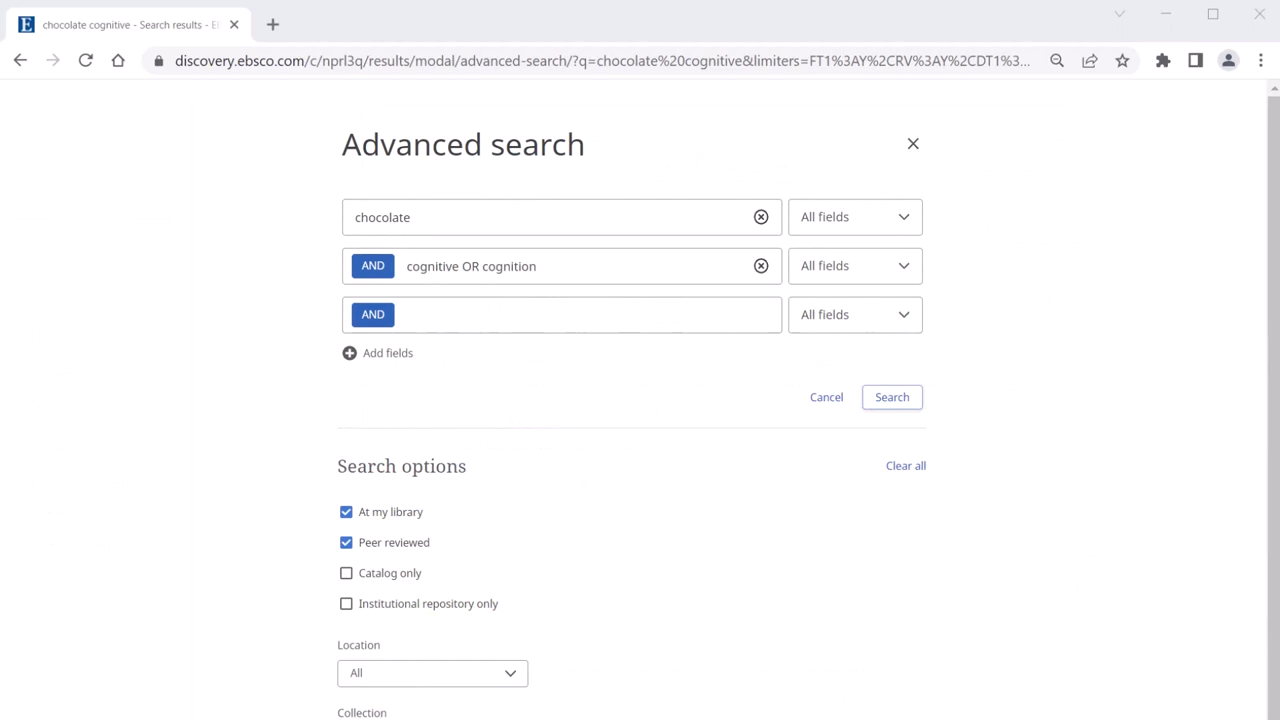 chocolate cognitive - Search results -
discovery.ebsco.com/c/nprl3q/results/modal/advanced-search/?q=chocolate%20cognitive&limiters=FT1%3AY%2CRV%3AY%2CDT1%3...
Advanced search
chocolate
All fields
AND cognitive OR cognition
All fields
AND
All fields
Add fields
Cancel
Search
Search options
Clear all
At my library
Peer reviewed
Catalog only
Institutional repository only
Location
All
Collection